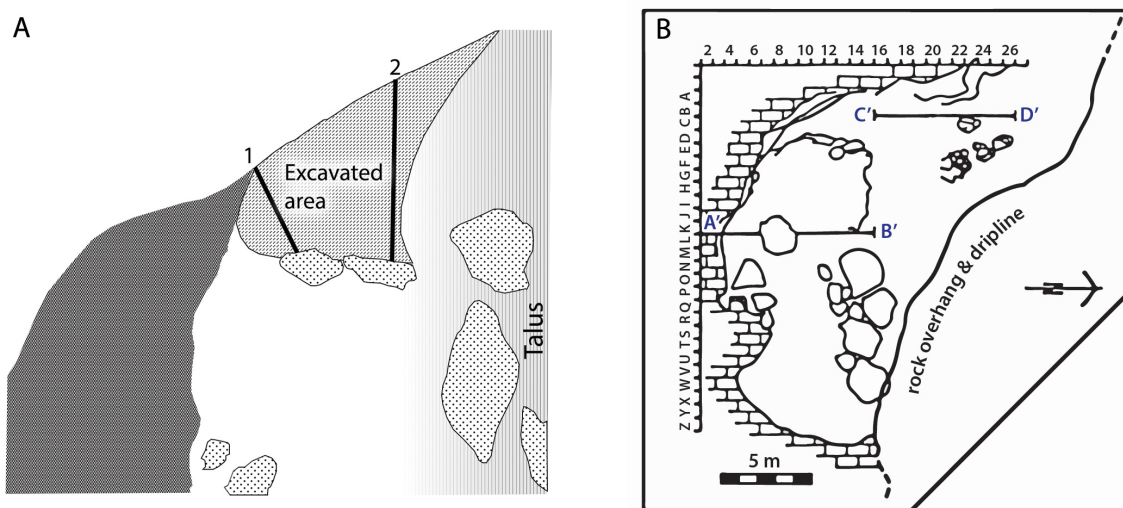 A
1
2
Excavated
area
Talus
B
2 4 6 8 10 12 14 16 18 20 22 24 26
Z Y X W V U T S R Q P O N M L K J I H G F E D C B A
C' D'
A' B'
rock overhang & dripline
N
5 m